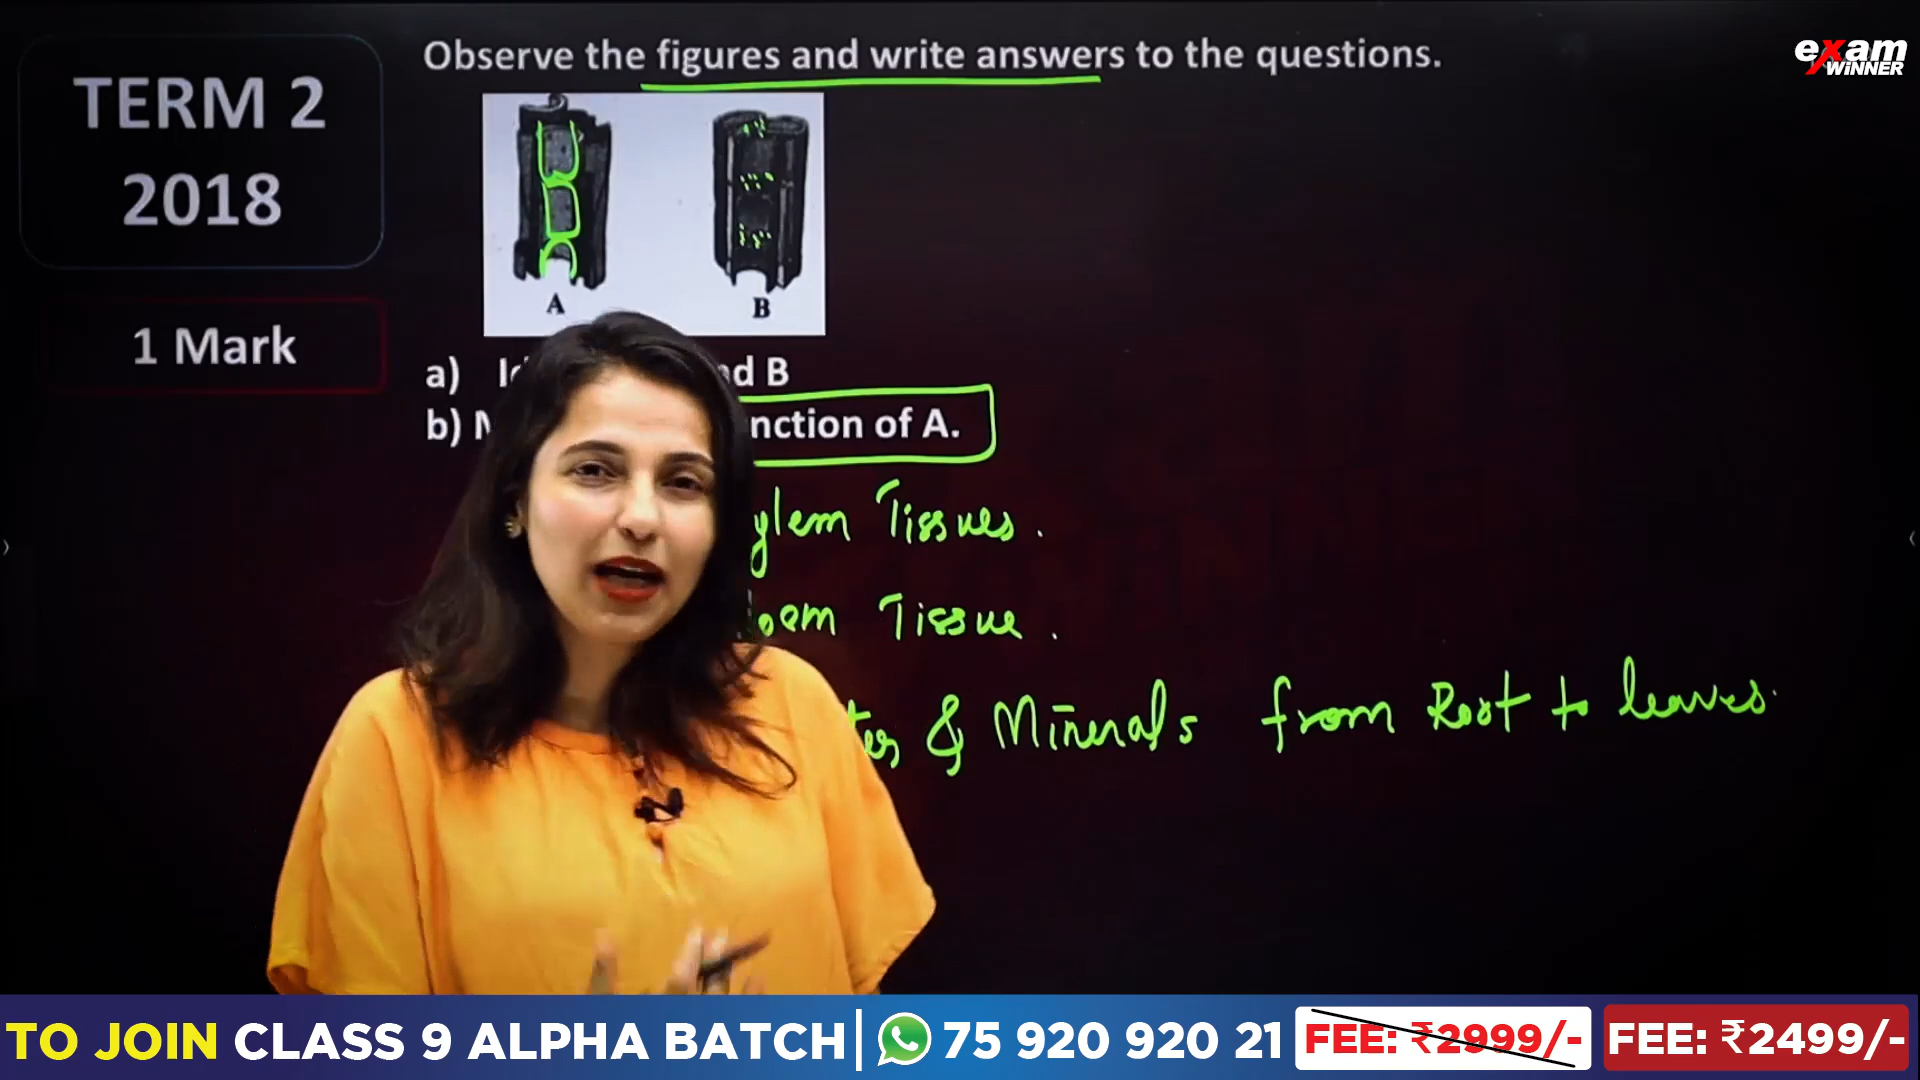 Observe the figures and write answers to the questions.
exam
WiNNER
TERM 2
2018
1 Mark
A
B
a) nd B
b) nction of A.
ylem Tissues.
oem Tissue.
& Minerals from Root to leaves.
TO JOIN CLASS 9 ALPHA BATCH | 75 920 920 21 FEE: ₹2999/- FEE: ₹2499/-